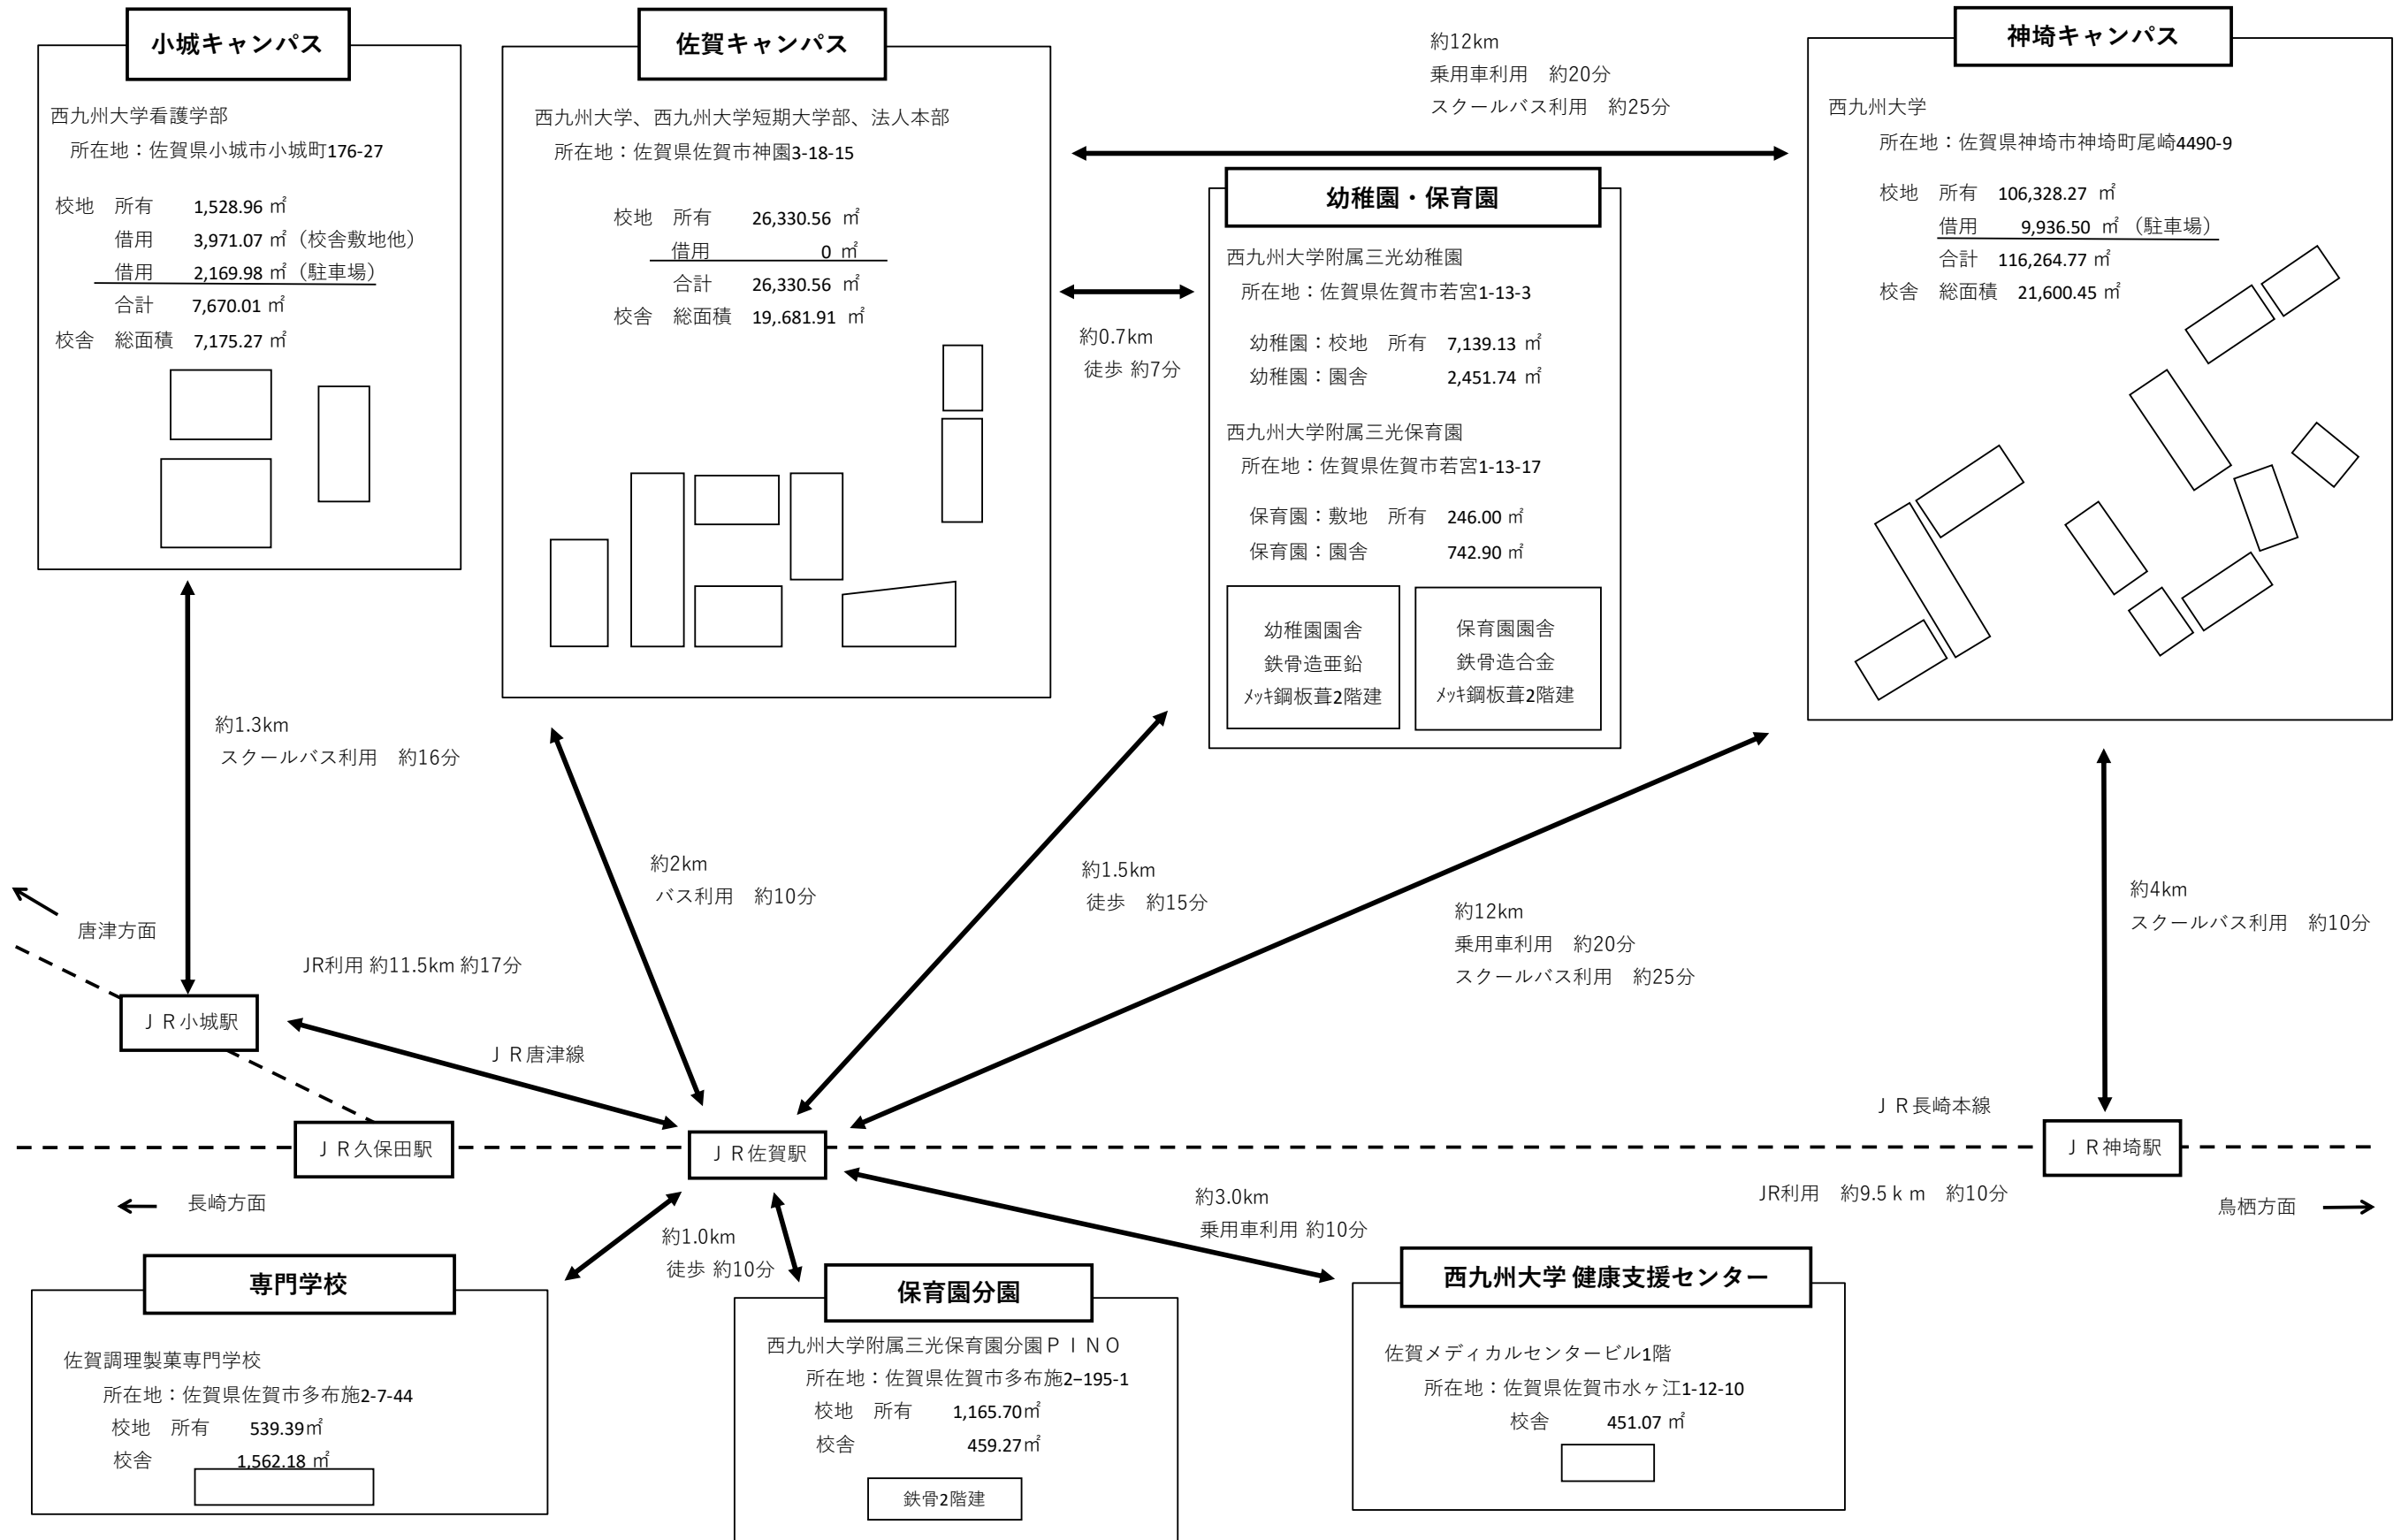 小城キャンパス
西九州大学看護学部
所在地：佐賀県小城市小城町176-27
校地　所有　1,528.96 ㎡
借用　3,971.07 ㎡（校舎敷地他）
借用　2,169.98 ㎡（駐車場）
合計　7,670.01 ㎡
校舎　総面積　7,175.27 ㎡
佐賀キャンパス
西九州大学、西九州大学短期大学部、法人本部
所在地：佐賀県佐賀市神園3-18-15
校地　所有　26,330.56 ㎡
借用　0 ㎡
合計　26,330.56 ㎡
校舎　総面積　19,.681.91 ㎡
約12km
乗用車利用　約20分
スクールバス利用　約25分
約0.7km
徒歩 約7分
幼稚園・保育園
西九州大学附属三光幼稚園
所在地：佐賀県佐賀市若宮1-13-3
幼稚園：校地　所有　7,139.13 ㎡
幼稚園：園舎　2,451.74 ㎡
西九州大学附属三光保育園
所在地：佐賀県佐賀市若宮1-13-17
保育園：敷地　所有　246.00 ㎡
保育園：園舎　742.90 ㎡
幼稚園園舎
鉄骨造亜鉛
ﾒｯｷ鋼板葺2階建
保育園園舎
鉄骨造合金
ﾒｯｷ鋼板葺2階建
神埼キャンパス
西九州大学
所在地：佐賀県神埼市神埼町尾崎4490-9
校地　所有　106,328.27 ㎡
借用　9,936.50 ㎡（駐車場）
合計　116,264.77 ㎡
校舎　総面積　21,600.45 ㎡
約1.3km
スクールバス利用　約16分
約2km
バス利用　約10分
約1.5km
徒歩　約15分
約12km
乗用車利用　約20分
スクールバス利用　約25分
約4km
スクールバス利用　約10分
唐津方面
JR利用 約11.5km 約17分
ＪＲ小城駅
ＪＲ唐津線
ＪＲ長崎本線
ＪＲ久保田駅
ＪＲ佐賀駅
ＪＲ神埼駅
長崎方面
JR利用　約9.5ｋｍ　約10分
鳥栖方面
約1.0km
徒歩 約10分
約3.0km
乗用車利用 約10分
専門学校
佐賀調理製菓専門学校
所在地：佐賀県佐賀市多布施2-7-44
校地　所有　539.39㎡
校舎　1,562.18 ㎡
保育園分園
西九州大学附属三光保育園分園ＰＩＮＯ
所在地：佐賀県佐賀市多布施2−195-1
校地　所有　1,165.70㎡
校舎　459.27㎡
鉄骨2階建
西九州大学 健康支援センター
佐賀メディカルセンタービル1階
所在地：佐賀県佐賀市水ヶ江1-12-10
校舎　451.07 ㎡